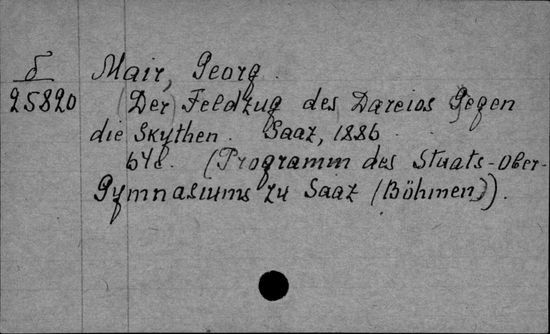 δ Mair, Georg.
25820 (Der) Feldzug des Dareios Gegen
die Skythen. Saaz, 1886.
(Programm des Staats-Ober-
Gymnasiums zu Saaz (Böhmen)).